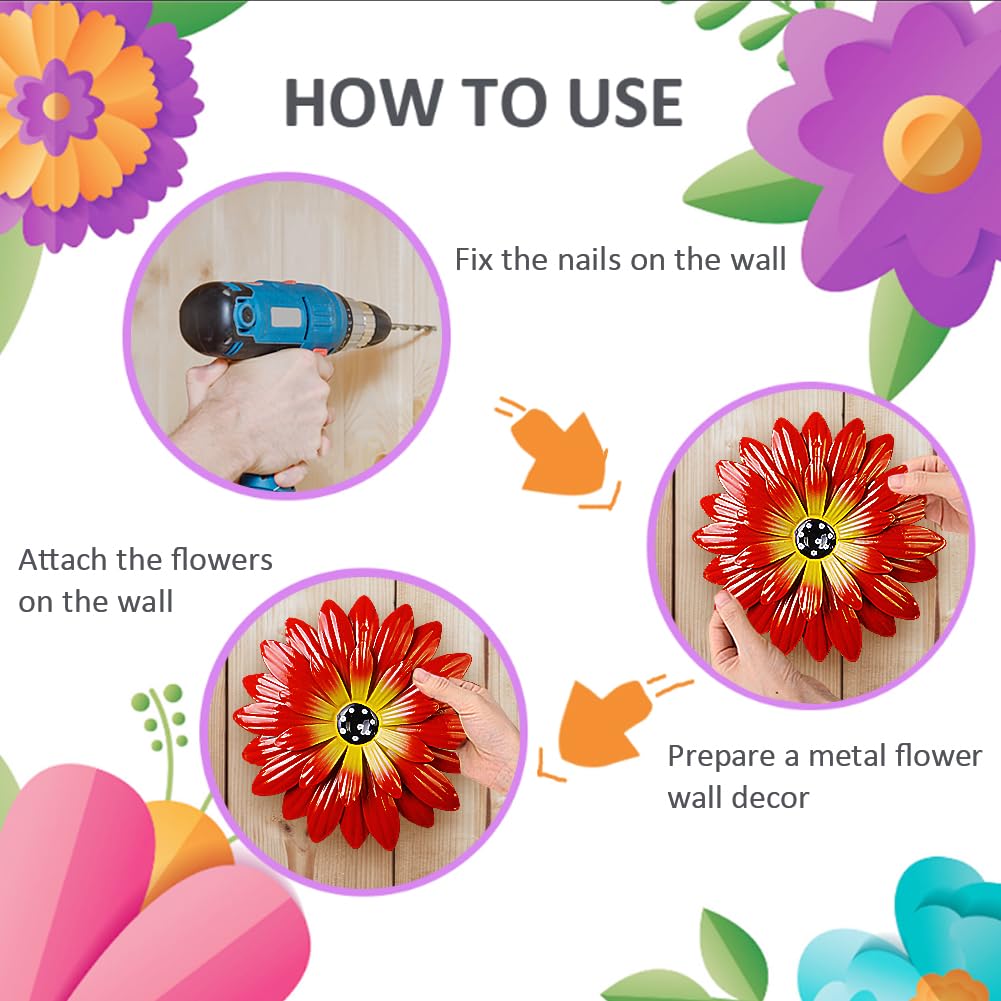 HOW TO USE
Fix the nails on the wall
Prepare a metal flower
wall decor
Attach the flowers
on the wall